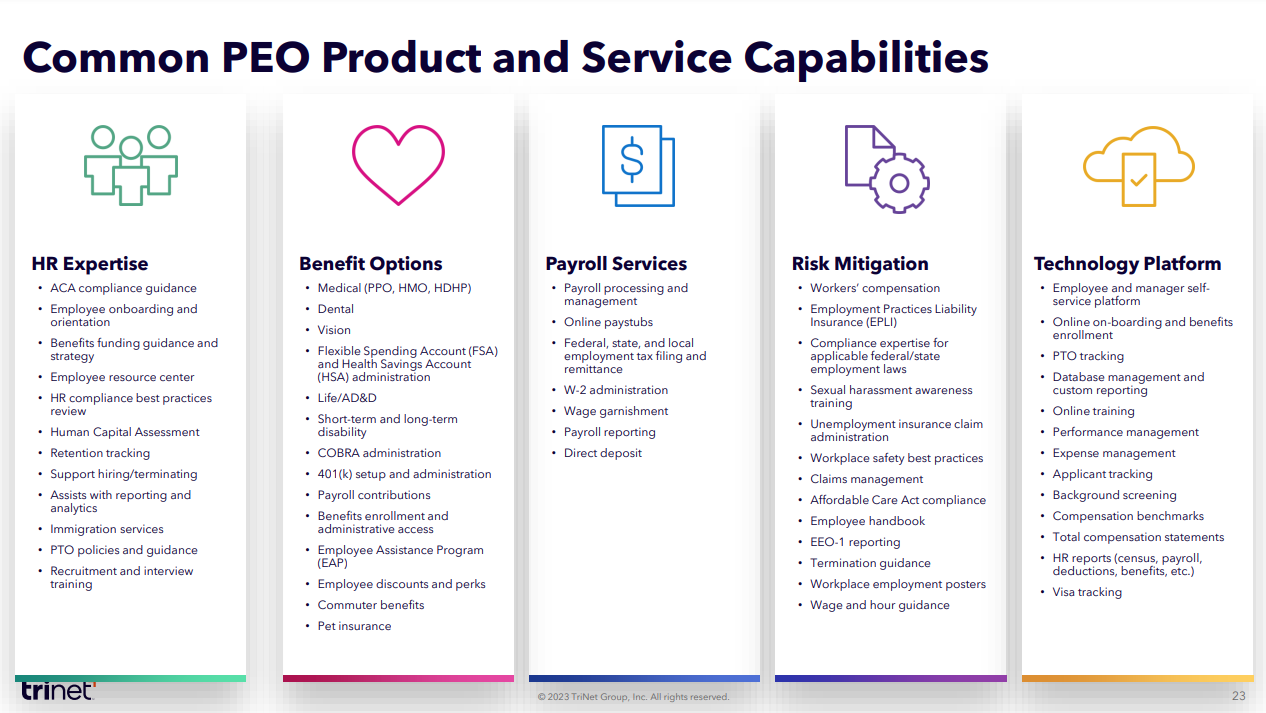 Common PEO Product and Service Capabilities
HR Expertise
• ACA compliance guidance
• Employee onboarding and
orientation
• Benefits funding guidance and
strategy
• Employee resource center
• HR compliance best practices
review
• Human Capital Assessment
• Retention tracking
• Support hiring/terminating
• Assists with reporting and
analytics
• Immigration services
• PTO policies and guidance
• Recruitment and interview
training
Benefit Options
• Medical (PPO, HMO, HDHP)
• Dental
• Vision
• Flexible Spending Account (FSA)
and Health Savings Account
(HSA) administration
• Life/AD&D
• Short-term and long-term
disability
• COBRA administration
• 401(k) setup and administration
• Payroll contributions
• Benefits enrollment and
administrative access
• Employee Assistance Program
(EAP)
• Employee discounts and perks
• Commuter benefits
• Pet insurance
$
Payroll Services
• Payroll processing and
management
• Online paystubs
• Federal, state, and local
employment tax filing and
remittance
• W-2 administration
• Wage garnishment
• Payroll reporting
• Direct deposit
Risk Mitigation
• Workers’ compensation
• Employment Practices Liability
Insurance (EPLI)
• Compliance expertise for
applicable federal/state
employment laws
• Sexual harassment awareness
training
• Unemployment insurance claim
administration
• Workplace safety best practices
• Claims management
• Affordable Care Act compliance
• Employee handbook
• EEO-1 reporting
• Termination guidance
• Workplace employment posters
• Wage and hour guidance
Technology Platform
• Employee and manager self-
service platform
• Online on-boarding and benefits
enrollment
• PTO tracking
• Database management and
custom reporting
• Online training
• Performance management
• Expense management
• Applicant tracking
• Background screening
• Compensation benchmarks
• Total compensation statements
• HR reports (census, payroll,
deductions, benefits, etc.)
• Visa tracking
trinet
© 2023 TriNet Group, Inc. All rights reserved.
23